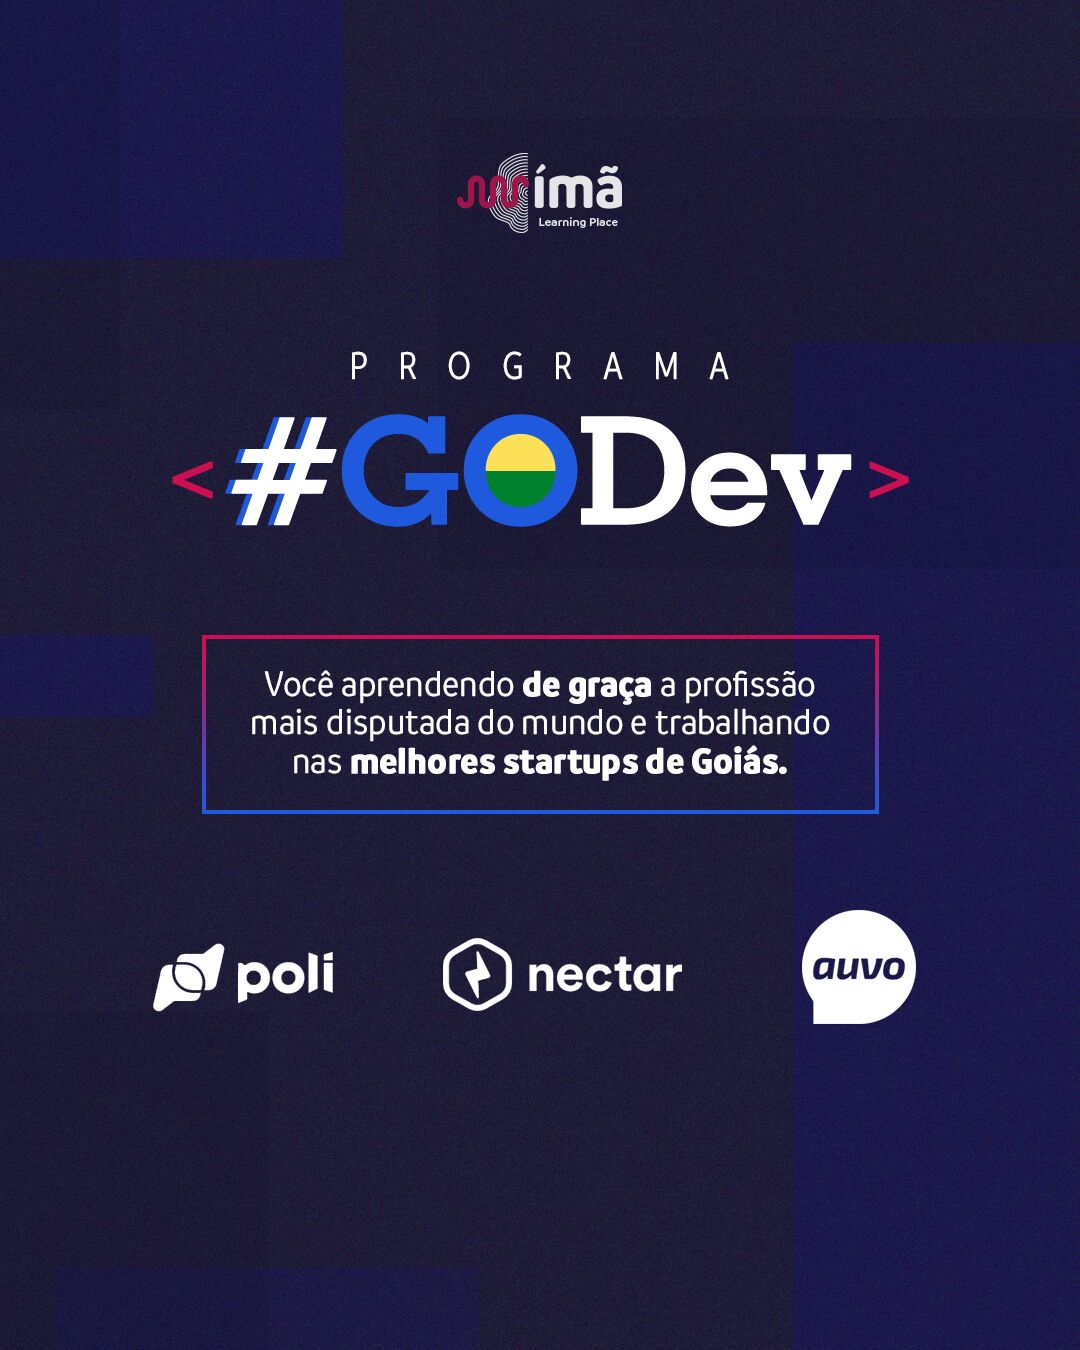 ímã
Learning Place
PROGRAMA
<#GODev>
Você aprendendo de graça a profissão
mais disputada do mundo e trabalhando
nas melhores startups de Goiás.
poli
nectar
auvo